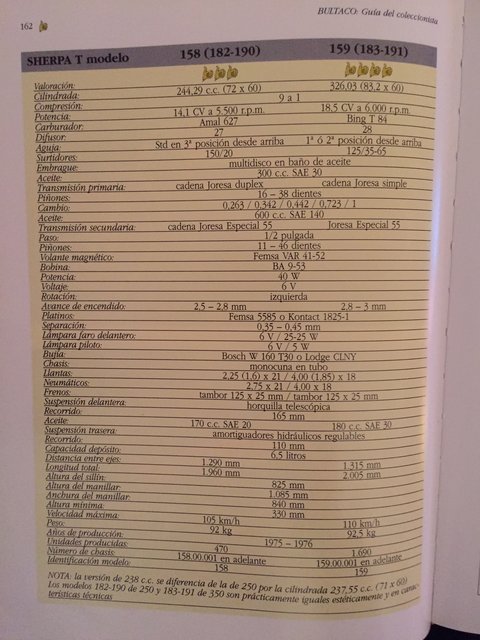 BULTACO: Guía del coleccionista
162
SHERPA T modelo 158 (182-190) 159 (183-191)
Valoración:
Cilindrada: 244,29 c.c. (72 x 60) 326,03 (83,2 x 60)
Compresión: 9 a 1
Potencia: 14,1 CV a 5.500 r.p.m. 18,5 CV a 6.000 r.p.m.
Carburador: Amal 627 Bing T 84
Difusor: 27 28
Aguja: Std en 3ª posición desde arriba 1ª ó 2ª posición desde arriba
Surtidores: 150/20 125/35-65
Embrague: multidisco en baño de aceite
Aceite: 300 c.c. SAE 30
Transmisión primaria: cadena Joresa duplex cadena Joresa simple
Piñones: 16 – 38 dientes
Cambio: 0,263 / 0,342 / 0,442 / 0,723 / 1
Aceite: 600 c.c. SAE 140
Transmisión secundaria: cadena Joresa Especial 55 Joresa Especial 55
Paso: 1/2 pulgada
Piñones: 11 – 46 dientes
Volante magnético: Femsa VAR 41-52
Bobina: BA 9-53
Potencia: 40 W
Voltaje: 6 V
Rotación: izquierda
Avance de encendido: 2,5 – 2,8 mm 2,8 – 3 mm
Platinos: Femsa 5585 o Kontact 1825-1
Separación: 0,35 – 0,45 mm
Lámpara faro delantero: 6 V / 25-25 W
Lámpara piloto: 6 V / 5 W
Bujía: Bosch W 160 T30 o Lodge CLNY
Chasis: monocuna en tubo
Llantas: 2,25 (1,6) x 21 / 4,00 (1,85) x 18
Neumáticos: 2,75 x 21 / 4,00 x 18
Frenos: tambor 125 x 25 mm / tambor 125 x 25 mm
Suspensión delantera: horquilla telescópica
Recorrido: 165 mm
Aceite: 170 c.c. SAE 20 180 c.c. SAE 30
Suspensión trasera: amortiguadores hidráulicos regulables
Recorrido: 110 mm
Capacidad depósito: 6,5 litros
Distancia entre ejes: 1.290 mm 1.315 mm
Longitud total: 1.960 mm 2.005 mm
Altura del sillín: 825 mm
Altura del manillar: 1.085 mm
Anchura del manillar: 840 mm
Altura mínima: 330 mm
Velocidad máxima: 105 km/h 110 km/h
Peso: 92 kg 92,5 kg
Años de producción: 1975 – 1976
Unidades producidas: 470 1.690
Número de chasis: 158.00.001 en adelante 159.00.001 en adelante
Identificación modelo: 158 159
NOTA: la versión de 238 c.c. se diferencia de la de 250 por la cilindrada 237,55 c.c. (71 x 60)
Los modelos 182-190 de 250 y 183-191 de 350 son prácticamente iguales estéticamente y en carac-
terísticas técnicas